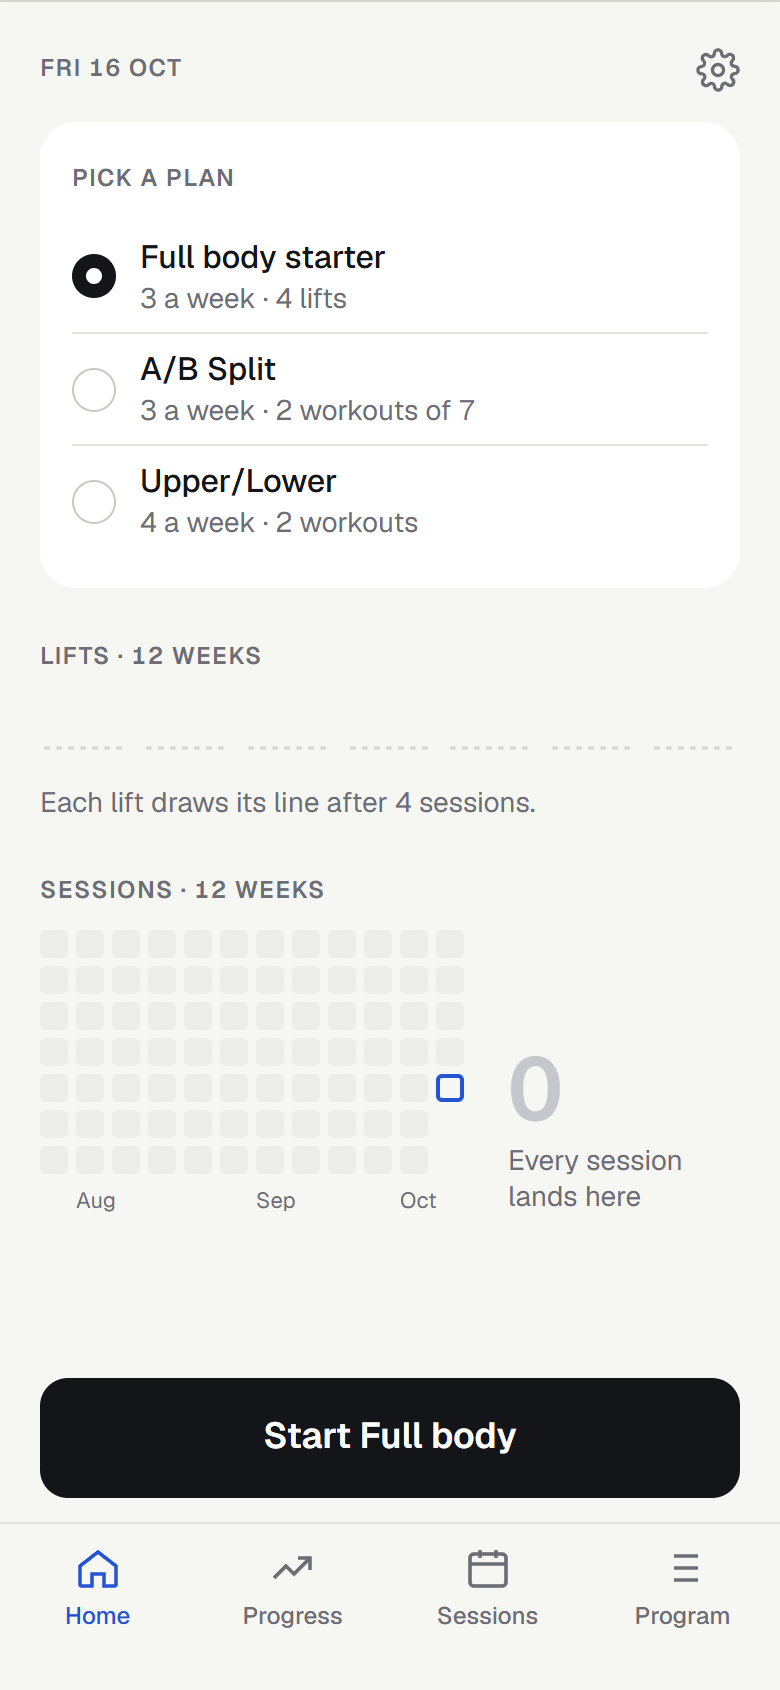 FRI 16 OCT
PICK A PLAN
Full body starter
3 a week · 4 lifts
A/B Split
3 a week · 2 workouts of 7
Upper/Lower
4 a week · 2 workouts
LIFTS · 12 WEEKS
Each lift draws its line after 4 sessions.
SESSIONS · 12 WEEKS
0
Every session
lands here
Aug Sep Oct
Start Full body
Home Progress Sessions Program